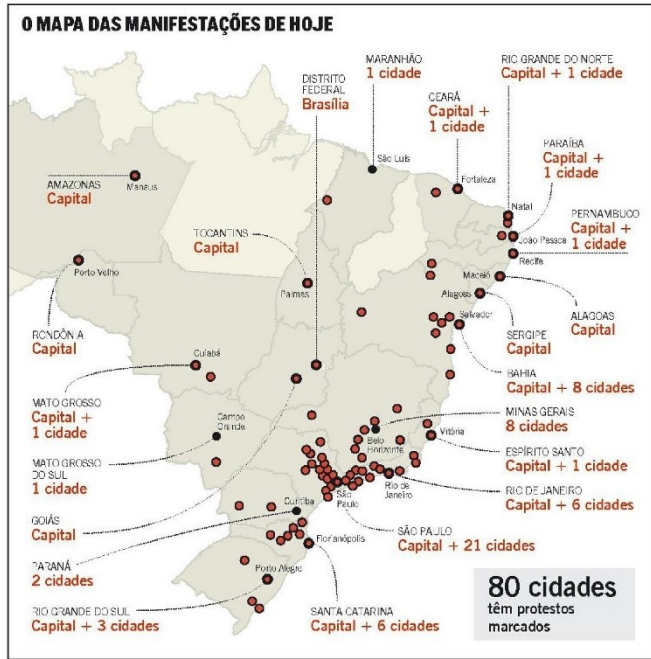 O MAPA DAS MANIFESTAÇÕES DE HOJE
MARANHÃO
1 cidade
RIO GRANDE DO NORTE
Capital + 1 cidade
DISTRITO
FEDERAL
Brasília
CEARÁ
Capital +
1 cidade
PARAÍBA
Capital +
1 cidade
São Luís
Fortaleza
AMAZONAS
Capital
Manaus
Natal
PERNAMBUCO
Capital +
1 cidade
TOCANTINS
Capital
João Pessoa
Recife
Porto Velho
Palmas
Maceió
Alagoas
ALAGOAS
Capital
RONDÔNIA
Capital
Salvador
SERGIPE
Capital
Cuiabá
BAHIA
Capital + 8 cidades
MATO GROSSO
Capital +
1 cidade
Campo
Grande
MINAS GERAIS
8 cidades
Belo
Horizonte
Vitória
ESPÍRITO SANTO
Capital + 1 cidade
MATO GROSSO
DO SUL
1 cidade
Rio de
Janeiro
RIO DE JANEIRO
Capital + 6 cidades
São
Paulo
GOIÁS
Capital
Curitiba
SÃO PAULO
Capital + 21 cidades
Florianópolis
PARANÁ
2 cidades
Porto Alegre
RIO GRANDE DO SUL
Capital + 3 cidades
SANTA CATARINA
Capital + 6 cidades
80 cidades
têm protestos
marcados